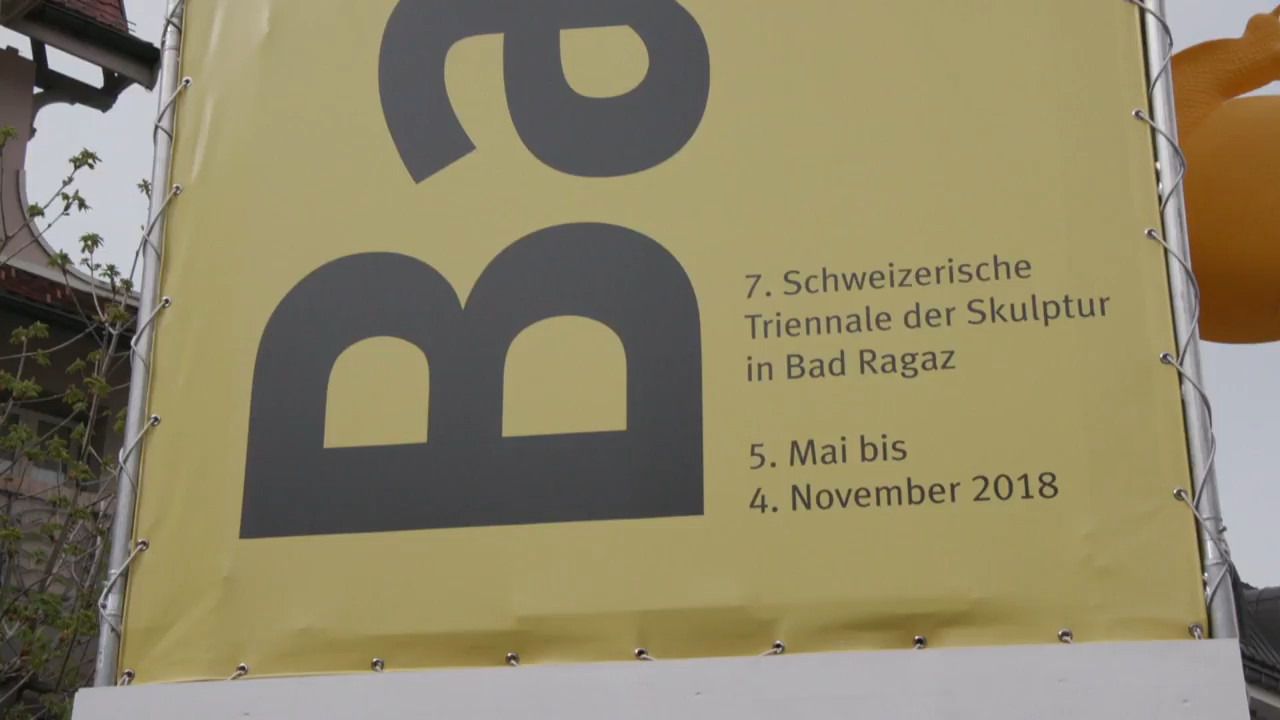 Ba
7. Schweizerische
Triennale der Skulptur
in Bad Ragaz
5. Mai bis
4. November 2018